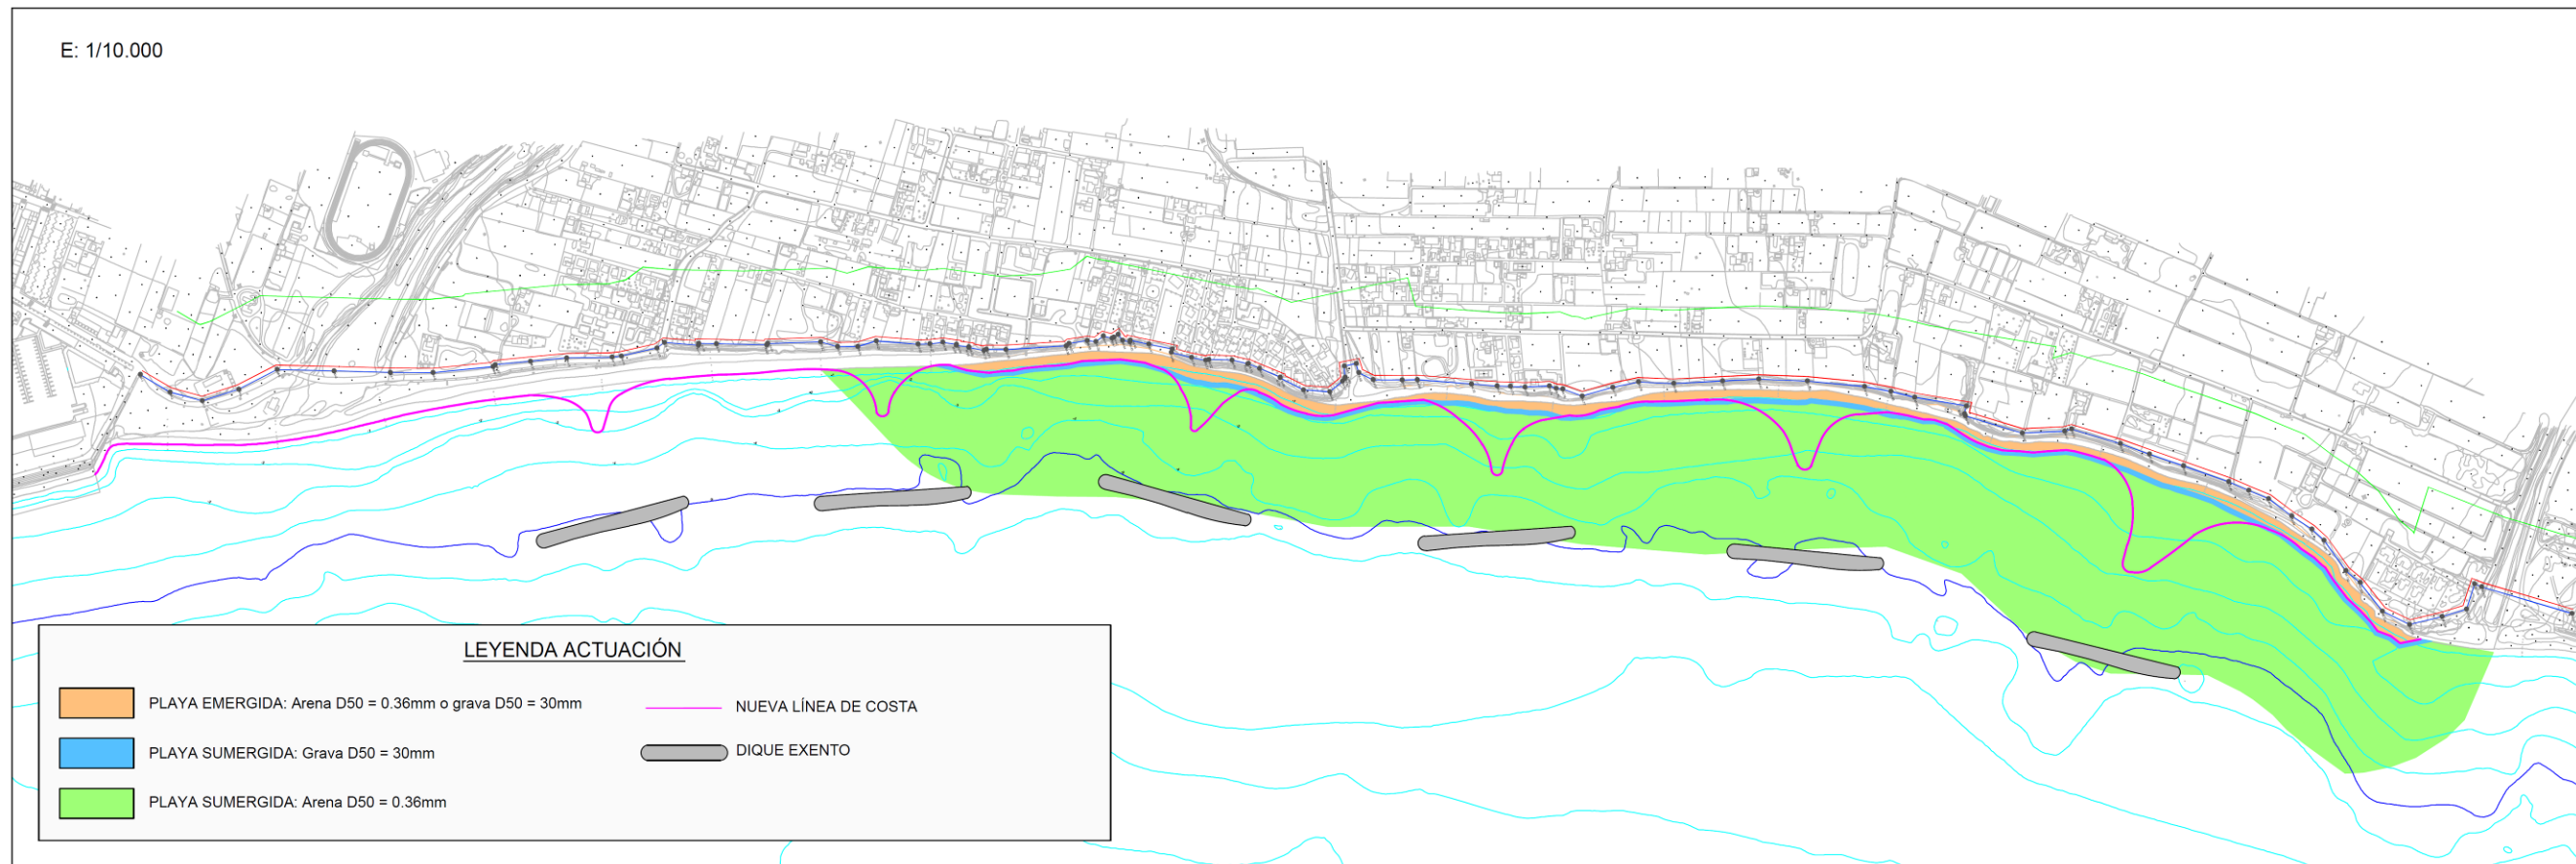 E: 1/10.000
LEYENDA ACTUACIÓN
PLAYA EMERGIDA: Arena D50 = 0.36mm o grava D50 = 30mm
NUEVA LÍNEA DE COSTA
PLAYA SUMERGIDA: Grava D50 = 30mm
DIQUE EXENTO
PLAYA SUMERGIDA: Arena D50 = 0.36mm